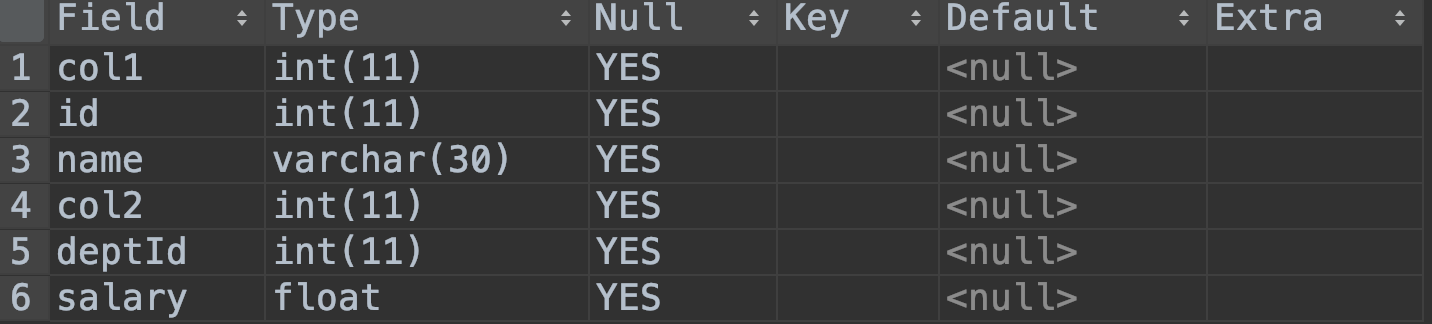 Field Type Null Key Default Extra
1 col1 int(11) YES <null>
2 id int(11) YES <null>
3 name varchar(30) YES <null>
4 col2 int(11) YES <null>
5 deptId int(11) YES <null>
6 salary float YES <null>